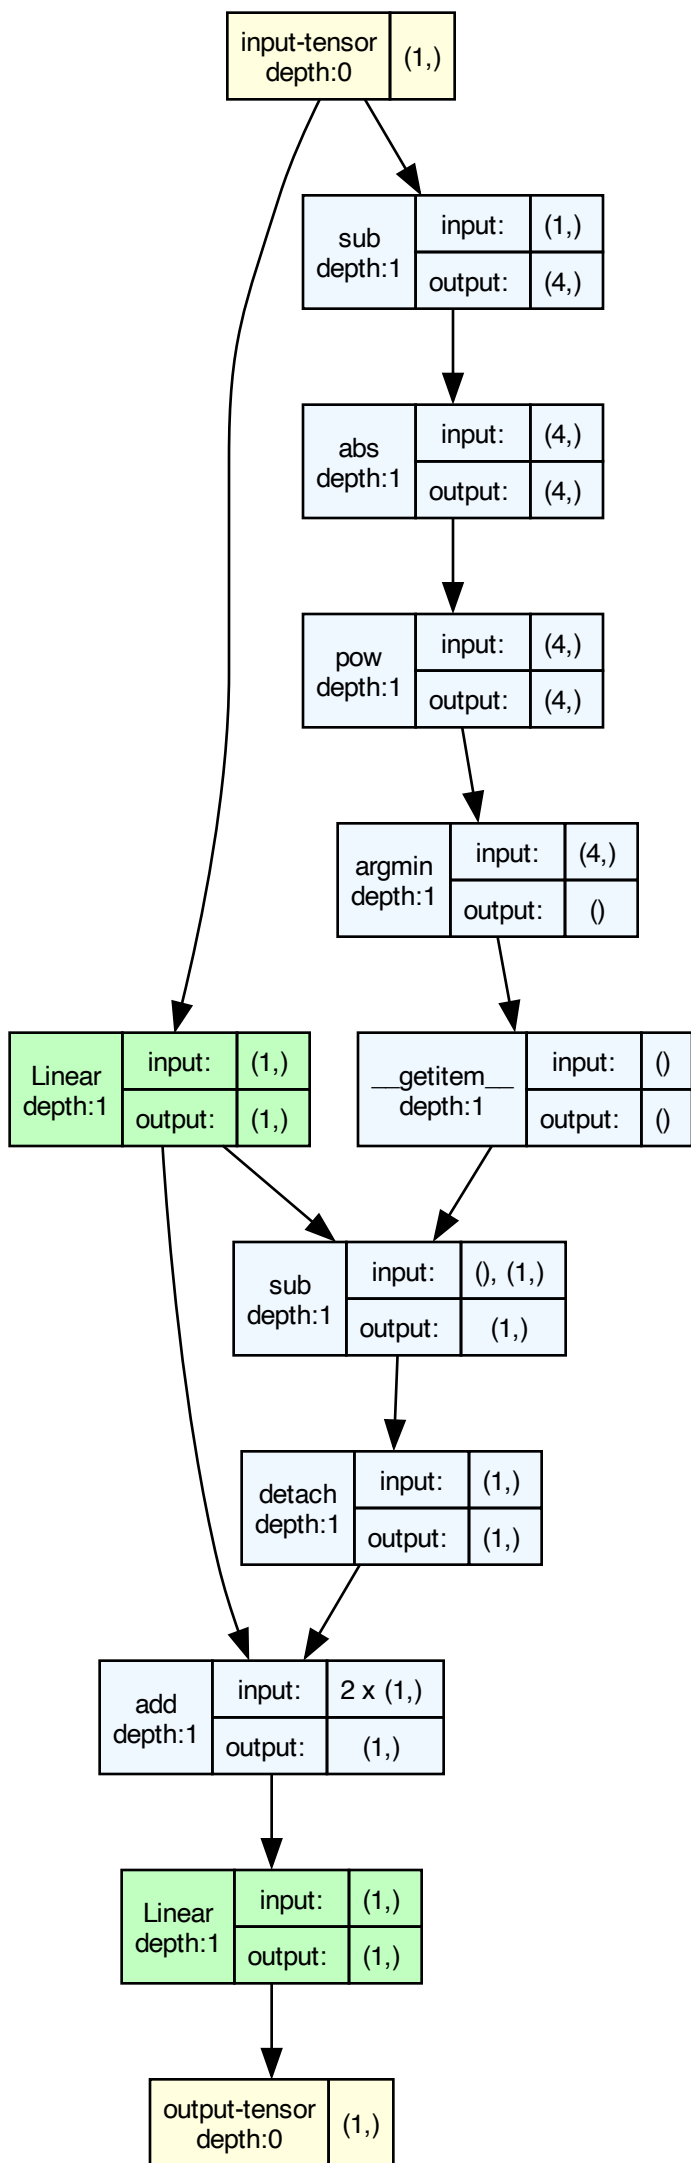 input-tensor
depth:0
(1,)
sub
depth:1
input:
(1,)
output:
(4,)
abs
depth:1
input:
(4,)
output:
(4,)
pow
depth:1
input:
(4,)
output:
(4,)
argmin
depth:1
input:
(4,)
output:
()
Linear
depth:1
input:
(1,)
output:
(1,)
__getitem__
depth:1
input:
()
output:
()
sub
depth:1
input:
(), (1,)
output:
(1,)
detach
depth:1
input:
(1,)
output:
(1,)
add
depth:1
input:
2 x (1,)
output:
(1,)
Linear
depth:1
input:
(1,)
output:
(1,)
output-tensor
depth:0
(1,)